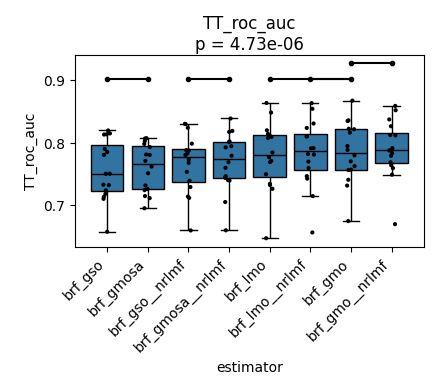 TT_roc_auc
p = 4.73e-06
0.9
0.8
0.7
TT_roc_auc
brf_gso
brf_gmosa
brf_gso__nrlmf
brf_gmosa__nrlmf
brf_lmo
brf_lmo__nrlmf
brf_gmo
brf_gmo__nrlmf
estimator